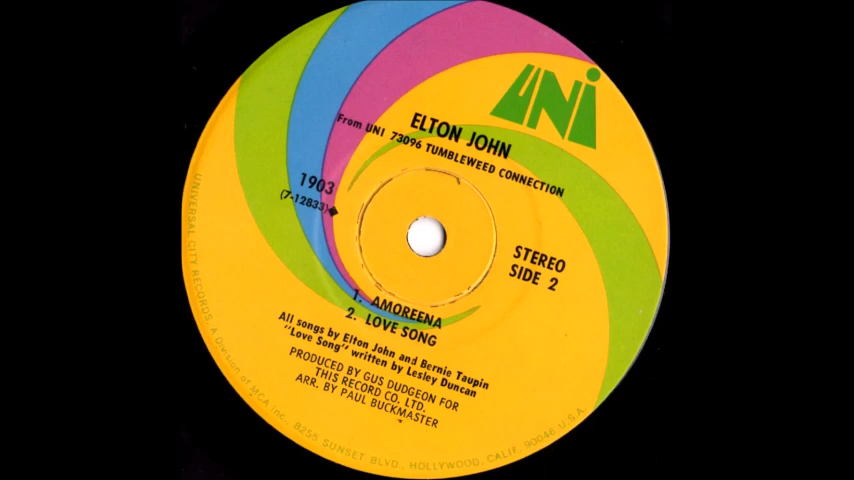 UNI
ELTON JOHN
From UNI 73096 TUMBLEWEED CONNECTION
1903
(7-12833)
STEREO
SIDE 2
1. AMOREENA
2. LOVE SONG
All songs by Elton John and Bernie Taupin
"Love Song" written by Lesley Duncan
PRODUCED BY GUS DUDGEON FOR
THIS RECORD CO. LTD.
ARR. BY PAUL BUCKMASTER
UNIVERSAL CITY RECORDS, A Division of MCA Inc., 8255 SUNSET BLVD., HOLLYWOOD, CALIF. 90046 U.S.A.